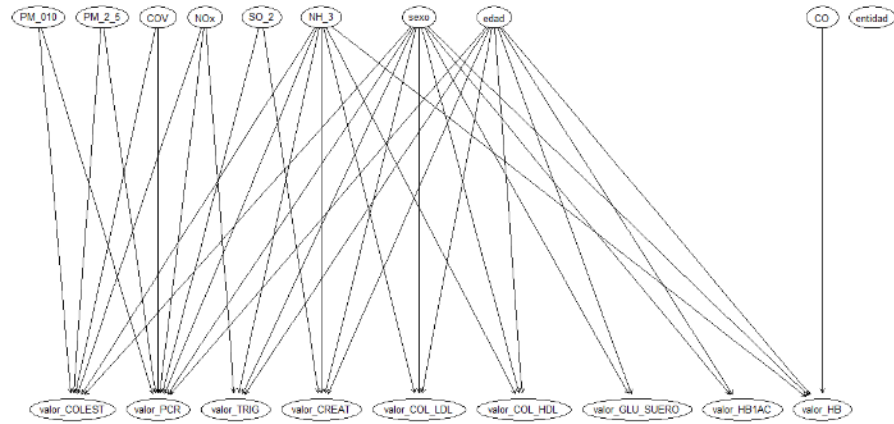 PM_010 PM_2_5 COV NOx SO_2 NH_3 sexo edad CO entidad
valor_COLEST valor_PCR valor_TRIG valor_CREAT valor_COL_LDL valor_COL_HDL valor_GLU_SUERO valor_HB1AC valor_HB